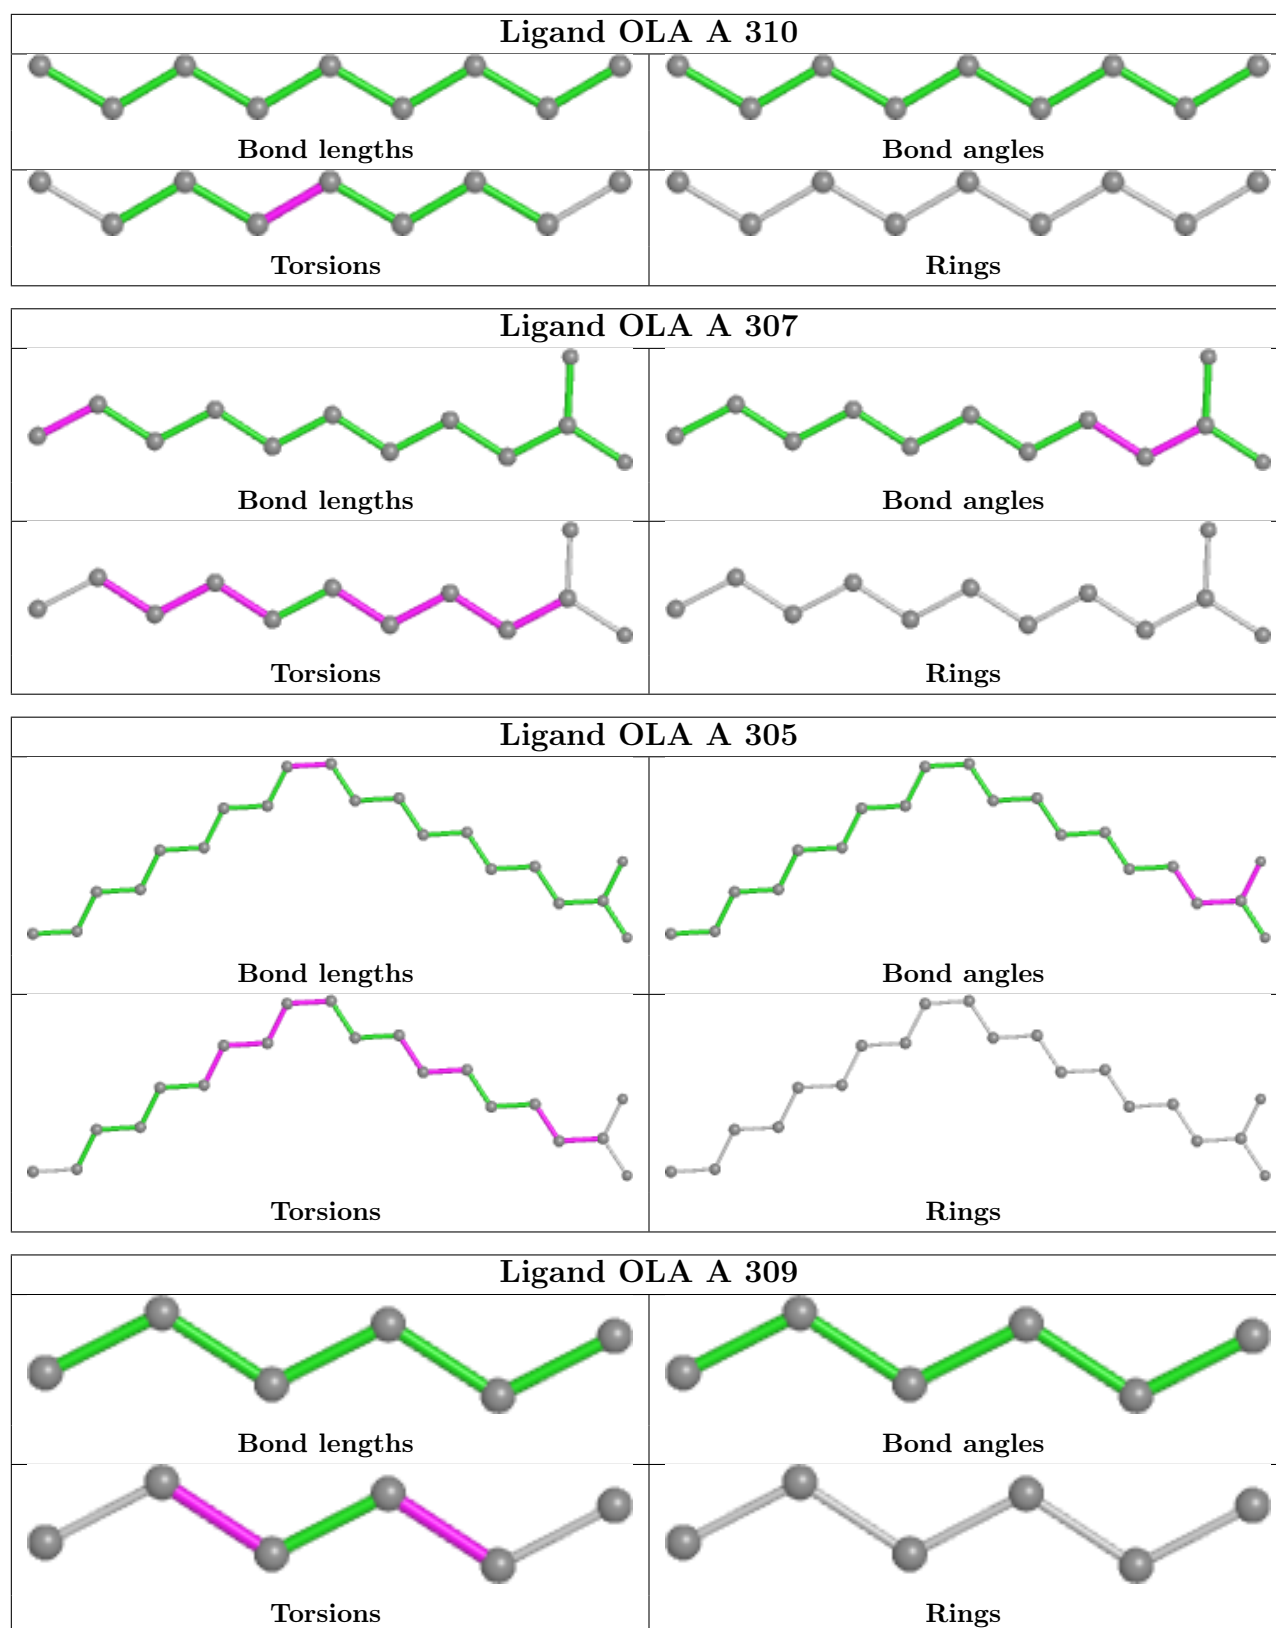 Ligand OLA A 310
Bond lengths
Bond angles
Torsions
Rings
Ligand OLA A 307
Bond lengths
Bond angles
Torsions
Rings
Ligand OLA A 305
Bond lengths
Bond angles
Torsions
Rings
Ligand OLA A 309
Bond lengths
Bond angles
Torsions
Rings